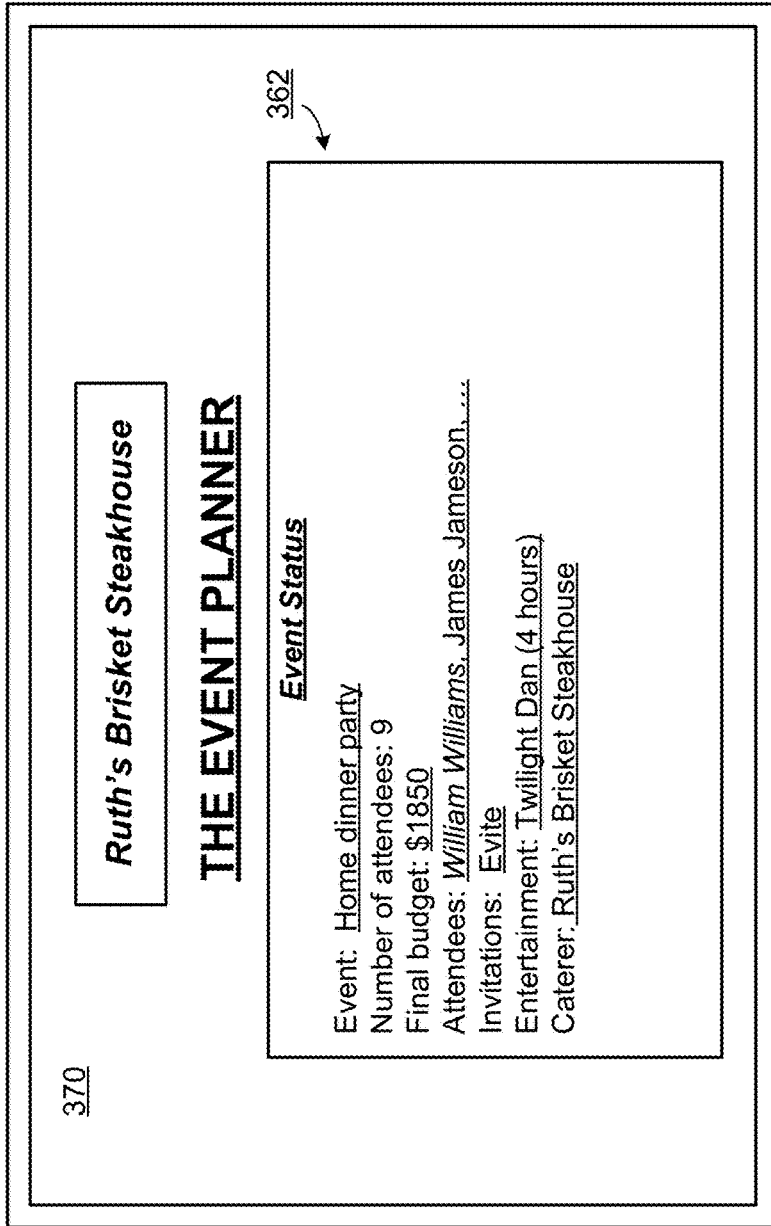 370
Ruth's Brisket Steakhouse
THE EVENT PLANNER
362
Event Status
Event: Home dinner party
Number of attendees: 9
Final budget: $1850
Attendees: William Williams, James Jameson, ...
Invitations: Evite
Entertainment: Twilight Dan (4 hours)
Caterer: Ruth's Brisket Steakhouse